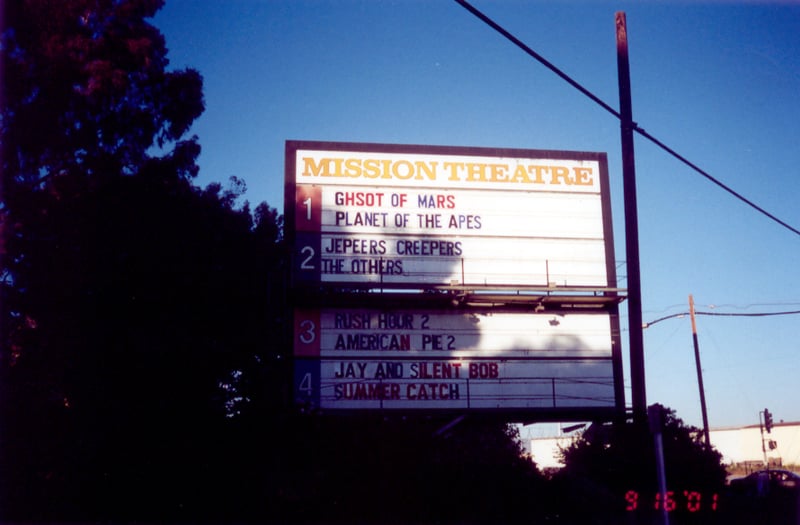 MISSION THEATRE
1 GHSOT OF MARS
PLANET OF THE APES
2 JEPEERS CREEPERS
THE OTHERS
3 RUSH HOUR 2
AMERICAN PIE 2
4 JAY AND SILENT BOB
SUMMER CATCH
9 16 '01